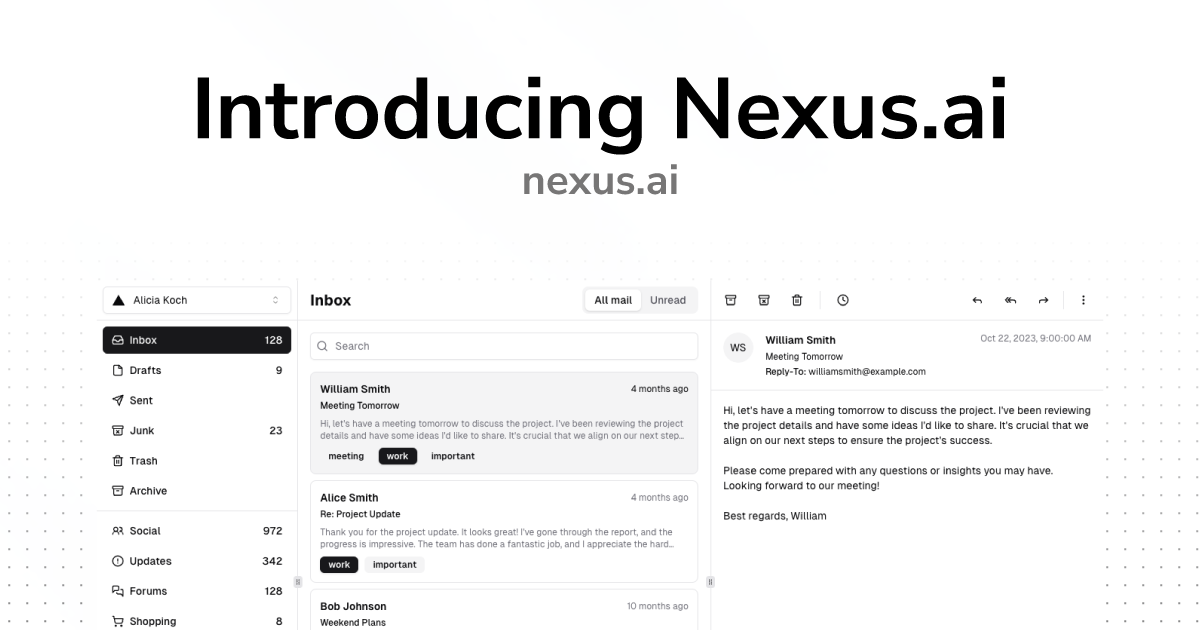 Introducing Nexus.ai
nexus.ai
Alicia Koch
Inbox 128
Drafts 9
Sent
Junk 23
Trash
Archive
Social 972
Updates 342
Forums 128
Shopping 8
Inbox
All mail Unread
Search
William Smith 4 months ago
Meeting Tomorrow
Hi, let's have a meeting tomorrow to discuss the project. I've been reviewing the project
details and have some ideas I'd like to share. It's crucial that we align on our next step...
meeting work important
Alice Smith 4 months ago
Re: Project Update
Thank you for the project update. It looks great! I've gone through the report, and the
progress is impressive. The team has done a fantastic job, and I appreciate the hard...
work important
Bob Johnson 10 months ago
Weekend Plans
WS
William Smith Oct 22, 2023, 9:00:00 AM
Meeting Tomorrow
Reply-To: williamsmith@example.com
Hi, let's have a meeting tomorrow to discuss the project. I've been reviewing
the project details and have some ideas I'd like to share. It's crucial that we
align on our next steps to ensure the project's success.
Please come prepared with any questions or insights you may have.
Looking forward to our meeting!
Best regards, William